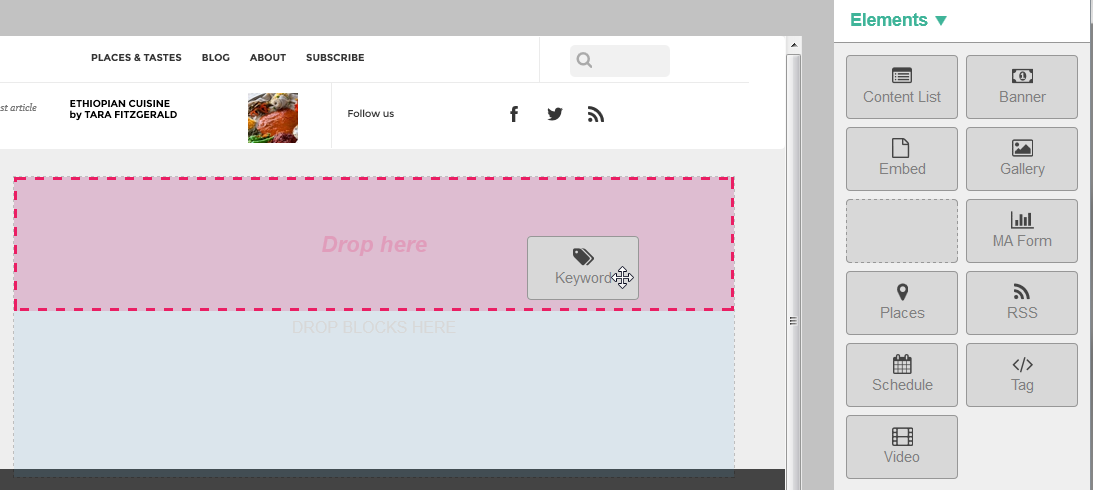 PLACES & TASTES BLOG ABOUT SUBSCRIBE
st article
ETHIOPIAN CUISINE
by TARA FITZGERALD
Follow us
Drop here
Keyword
DROP BLOCKS HERE
Elements
Content List
Banner
Embed
Gallery
MA Form
Places
RSS
Schedule
Tag
Video